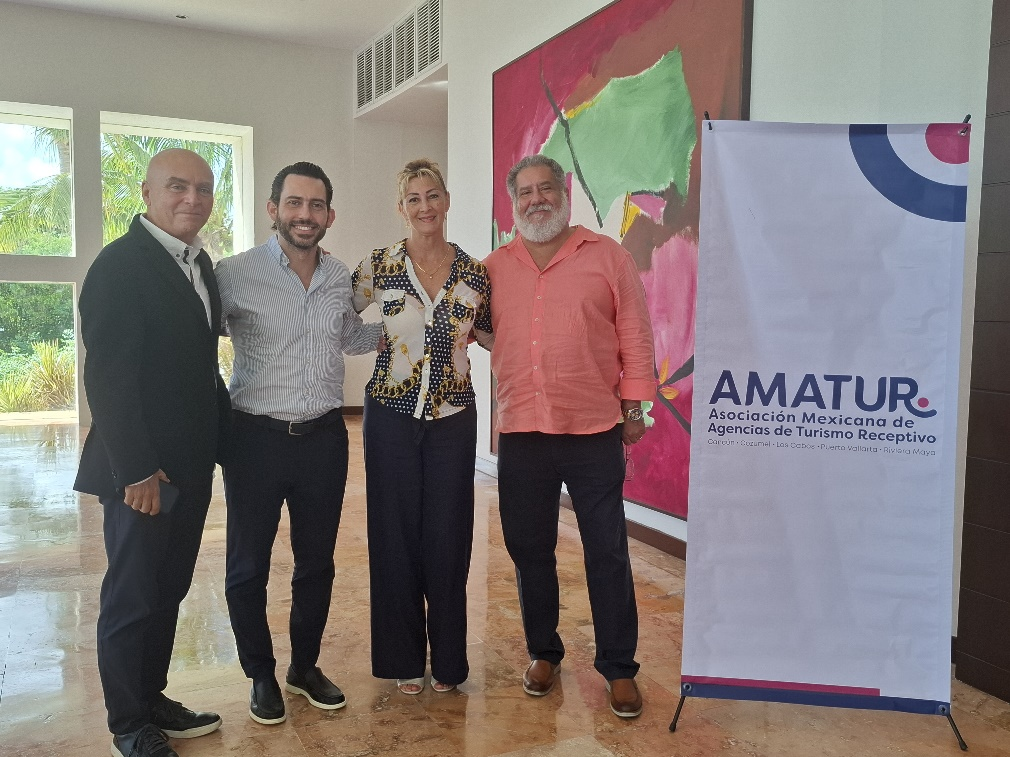 AMATUR.
Asociación Mexicana de
Agencias de Turismo Receptivo
Cancún • Cozumel • Los Cabos • Puerto Vallarta • Riviera Maya